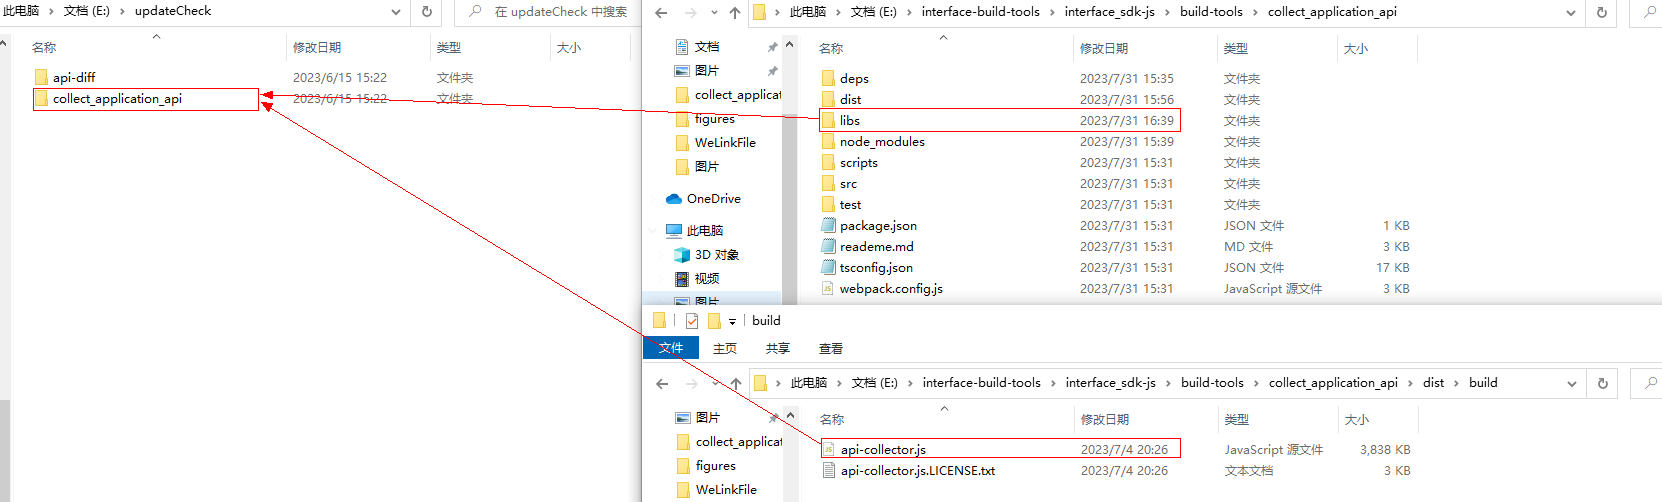 此电脑 › 文档 (E:) › updateCheck
在 updateCheck 中搜索
名称 修改日期 类型 大小
api-diff 2023/6/15 15:22 文件夹
collect_application_api 2023/6/15 15:22 文件夹
此电脑 › 文档 (E:) › interface-build-tools › interface_sdk-js › build-tools › collect_application_api
文档
图片
collect_applicat
figures
WeLinkFile
图片
OneDrive
此电脑
3D 对象
视频
图片
名称 修改日期 类型 大小
deps 2023/7/31 15:35 文件夹
dist 2023/7/31 15:56 文件夹
libs 2023/7/31 16:39 文件夹
node_modules 2023/7/31 15:39 文件夹
scripts 2023/7/31 15:31 文件夹
src 2023/7/31 15:31 文件夹
test 2023/7/31 15:31 文件夹
package.json 2023/7/31 15:31 JSON 文件 1 KB
reademe.md 2023/7/31 15:31 MD 文件 3 KB
tsconfig.json 2023/7/31 15:31 JSON 文件 17 KB
webpack.config.js 2023/7/31 15:31 JavaScript 源文件 3 KB
build
文件 主页 共享 查看
此电脑 › 文档 (E:) › interface-build-tools › interface_sdk-js › build-tools › collect_application_api › dist › build
图片
collect_applicat
figures
WeLinkFile
名称 修改日期 类型 大小
api-collector.js 2023/7/4 20:26 JavaScript 源文件 3,838 KB
api-collector.js.LICENSE.txt 2023/7/4 20:26 文本文档 3 KB